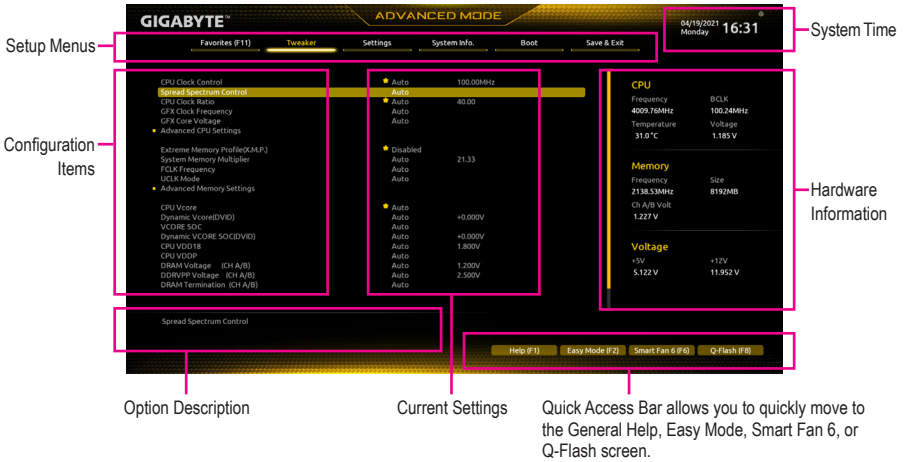 GIGABYTE™
ADVANCED MODE
04/19/2021 Monday 16:31
System Time
Setup Menus
Favorites (F11) Tweaker Settings System Info. Boot Save & Exit
Configuration Items
CPU Clock Control Auto 100.00MHz
Spread Spectrum Control Auto
CPU Clock Ratio Auto 40.00
GFX Clock Frequency Auto
GFX Core Voltage Auto
Advanced CPU Settings
Extreme Memory Profile(X.M.P.) Disabled
System Memory Multiplier Auto 21.33
FCLK Frequency Auto
UCLK Mode Auto
Advanced Memory Settings
CPU Vcore Auto
Dynamic Vcore(DVID) Auto +0.000V
VCORE SOC Auto
Dynamic VCORE SOC(DVID) Auto +0.000V
CPU VDD18 Auto 1.800V
CPU VDDP Auto
DRAM Voltage (CH A/B) Auto 1.200V
DDRVPP Voltage (CH A/B) Auto 2.500V
DRAM Termination (CH A/B) Auto
CPU
Frequency BCLK
4009.76MHz 100.24MHz
Temperature Voltage
31.0 °C 1.185 V
Memory
Frequency Size
2138.53MHz 8192MB
Ch A/B Volt
1.227 V
Voltage
+5V +12V
5.122 V 11.952 V
Hardware
Information
Spread Spectrum Control
Help (F1) Easy Mode (F2) Smart Fan 6 (F6) Q-Flash (F8)
Option Description
Current Settings
Quick Access Bar allows you to quickly move to
the General Help, Easy Mode, Smart Fan 6, or
Q-Flash screen.